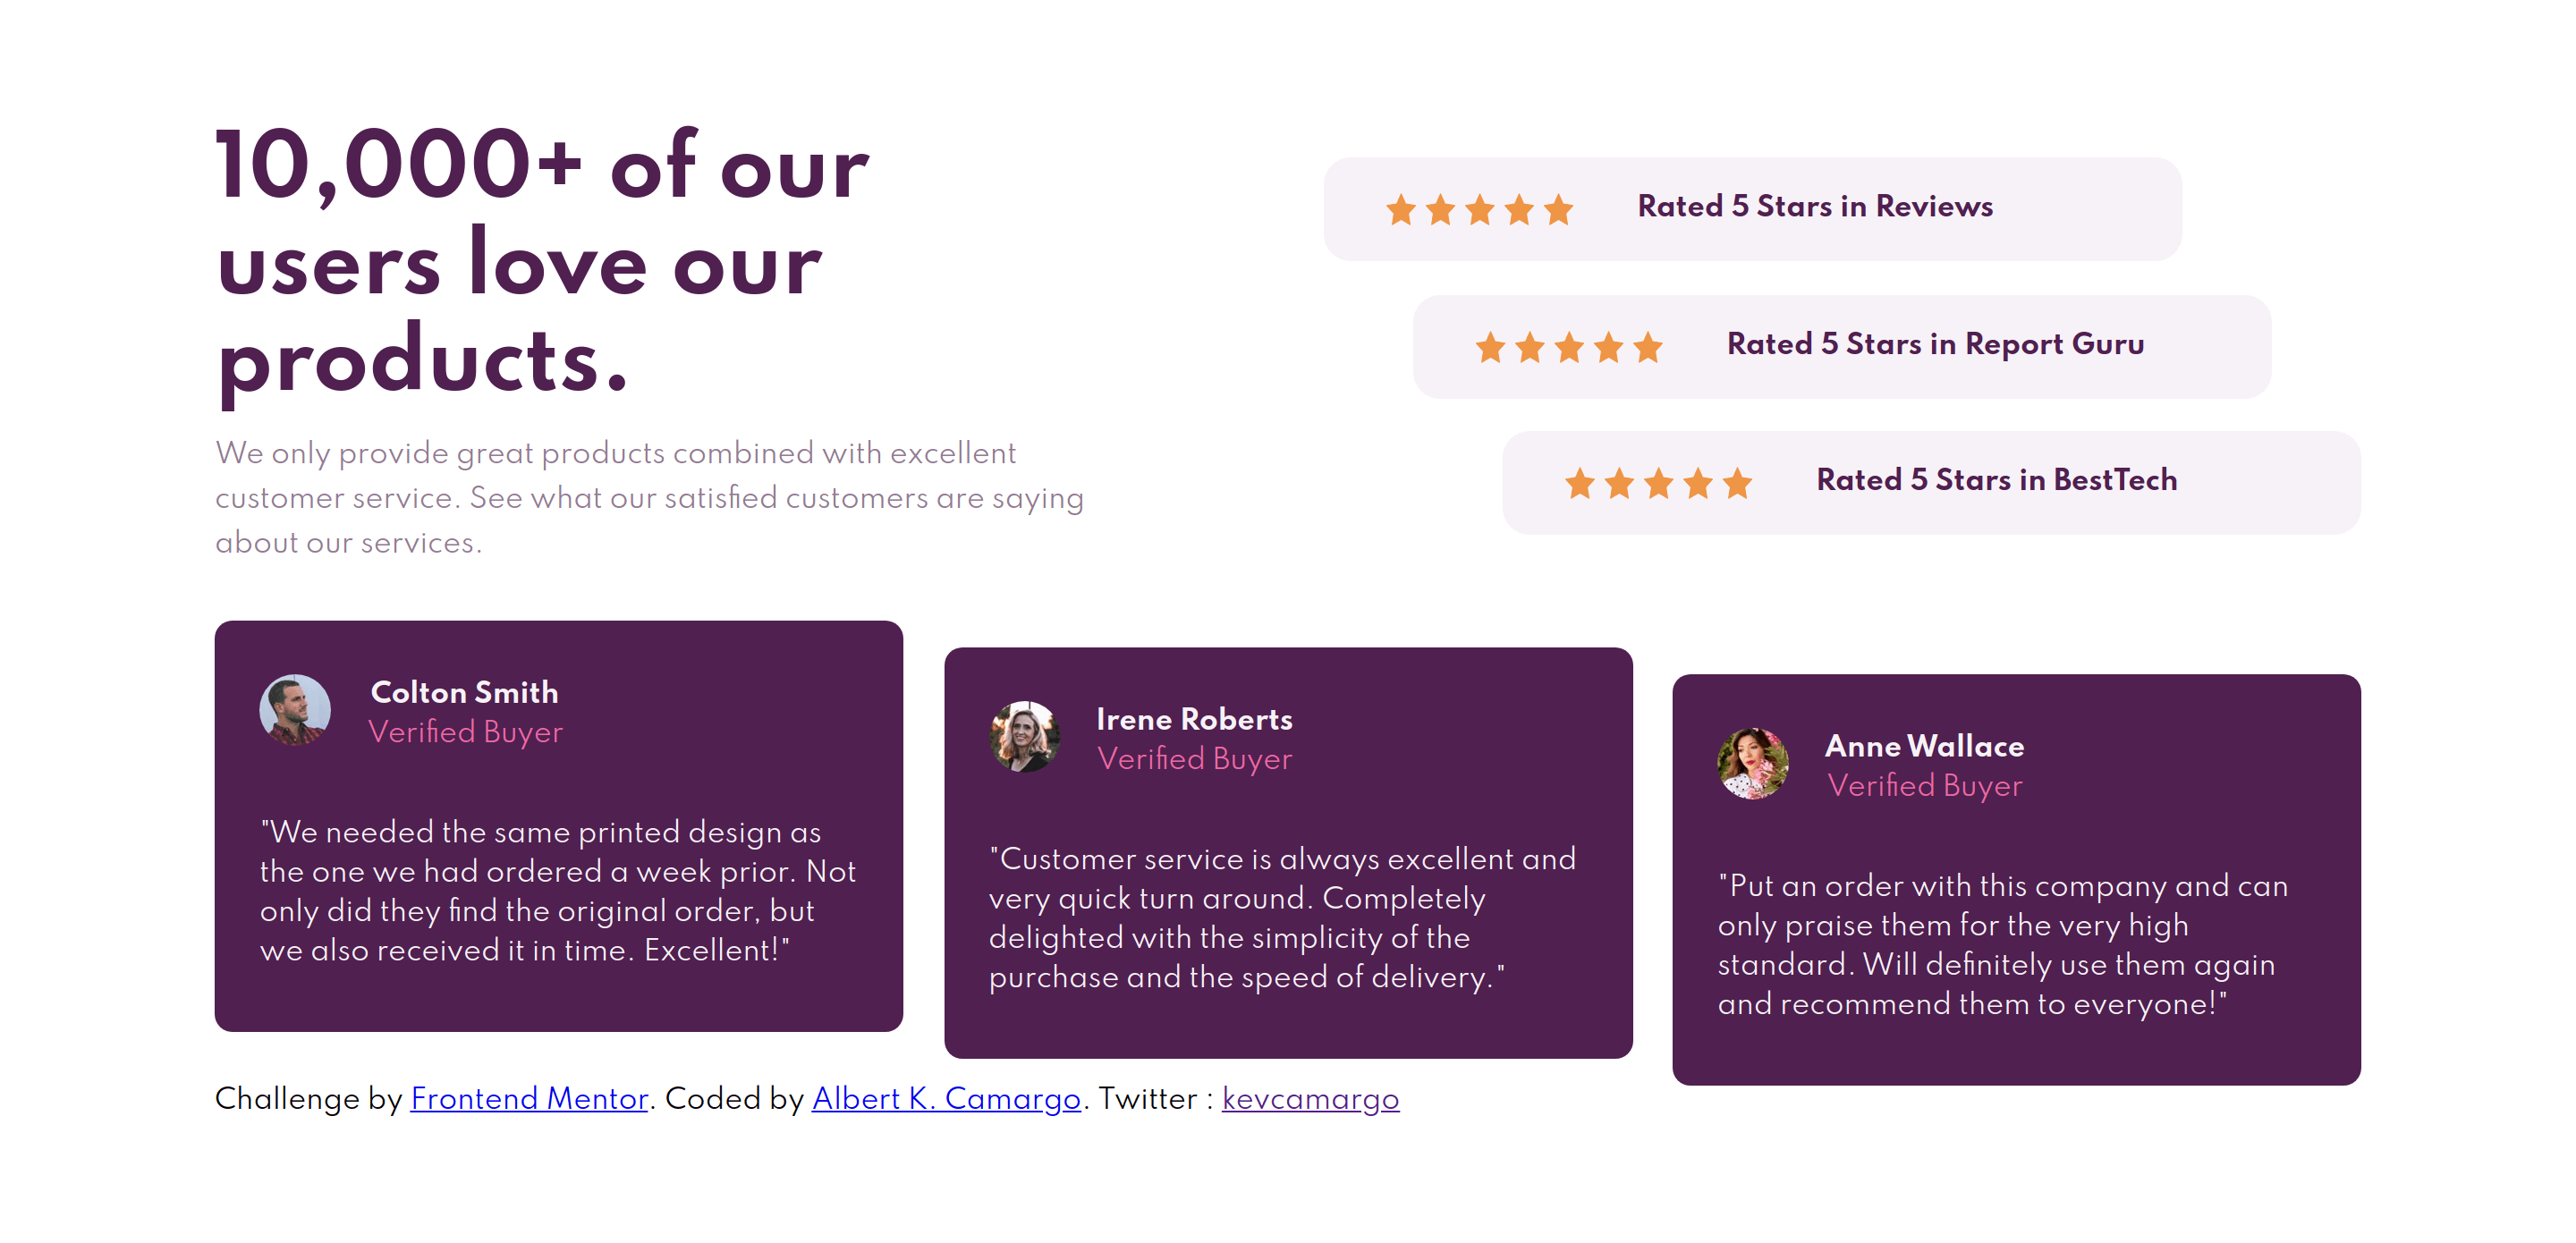 10,000+ of our
users love our
products.
We only provide great products combined with excellent
customer service. See what our satisfied customers are saying
about our services.
Rated 5 Stars in Reviews
Rated 5 Stars in Report Guru
Rated 5 Stars in BestTech
Colton Smith
Verified Buyer
"We needed the same printed design as
the one we had ordered a week prior. Not
only did they find the original order, but
we also received it in time. Excellent!"
Irene Roberts
Verified Buyer
"Customer service is always excellent and
very quick turn around. Completely
delighted with the simplicity of the
purchase and the speed of delivery."
Anne Wallace
Verified Buyer
"Put an order with this company and can
only praise them for the very high
standard. Will definitely use them again
and recommend them to everyone!"
Challenge by Frontend Mentor. Coded by Albert K. Camargo. Twitter : kevcamargo